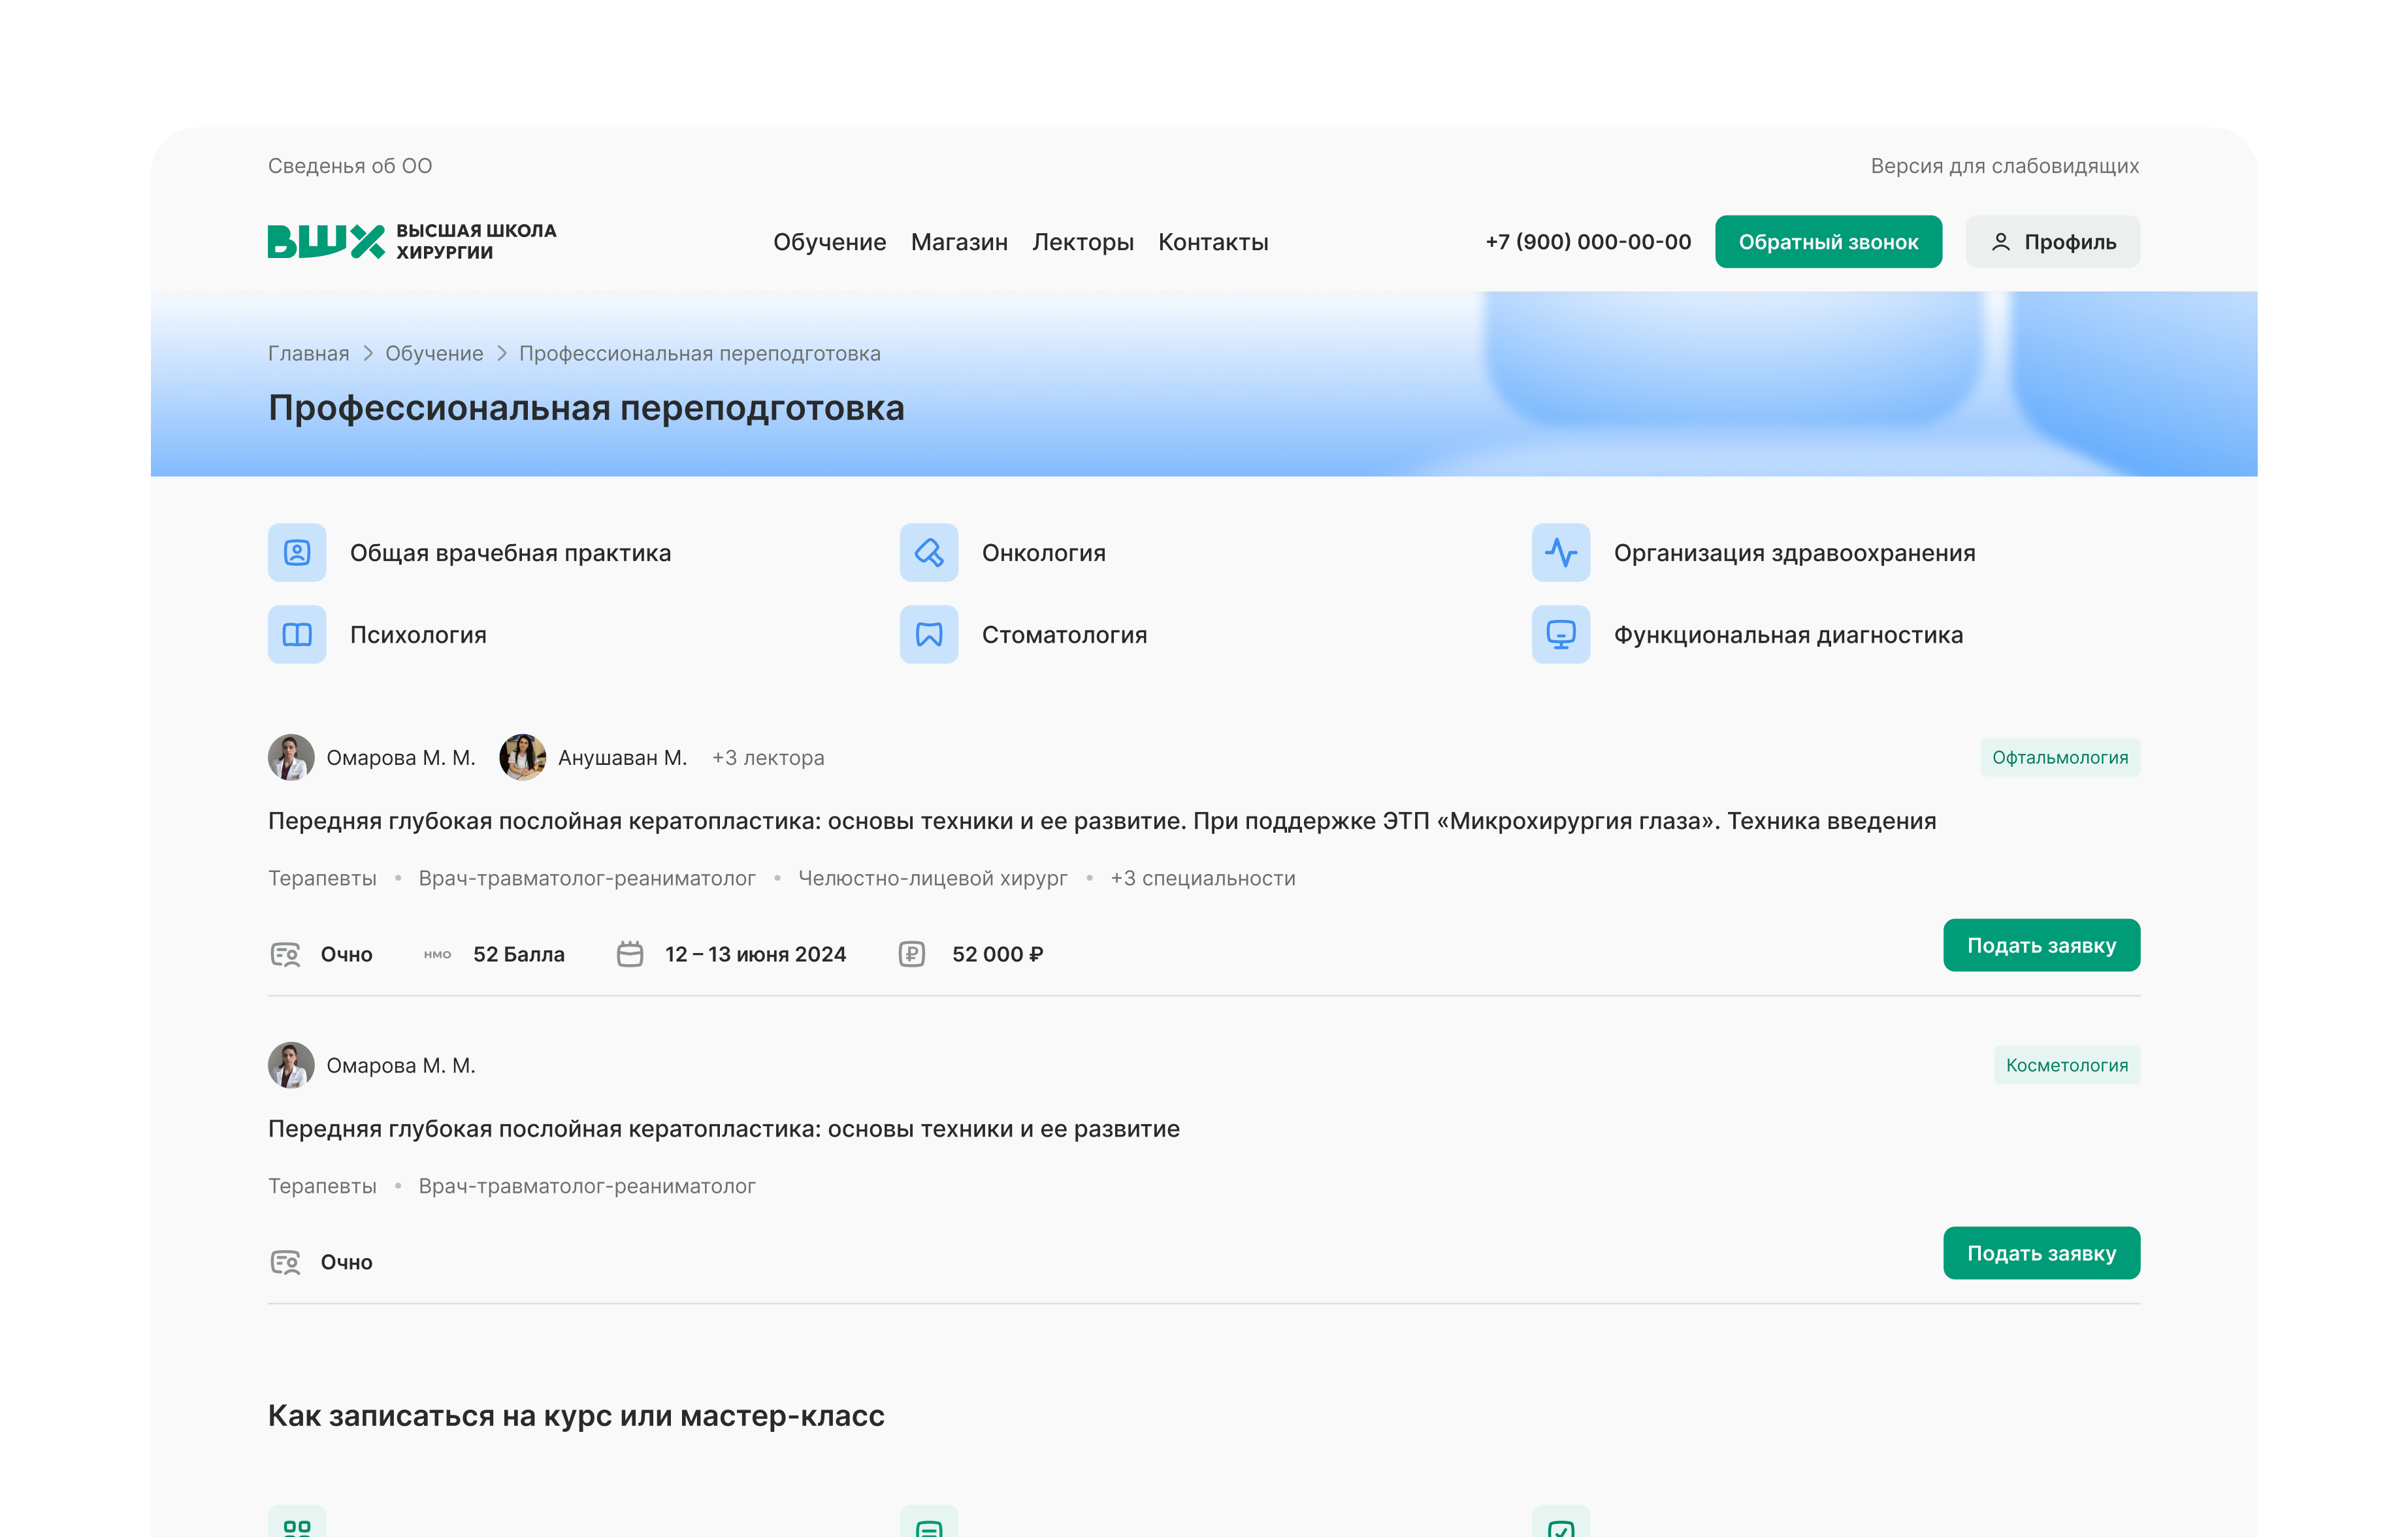 Сведенья об ОО
Версия для слабовидящих
ВШХ ВЫСШАЯ ШКОЛА
ХИРУРГИИ
Обучение Магазин Лекторы Контакты
+7 (900) 000-00-00 Обратный звонок Профиль
Главная > Обучение > Профессиональная переподготовка
Профессиональная переподготовка
Общая врачебная практика
Онкология
Организация здравоохранения
Психология
Стоматология
Функциональная диагностика
Омарова М. М. Анушаван М. +3 лектора
Офтальмология
Передняя глубокая послойная кератопластика: основы техники и ее развитие. При поддержке ЭТП «Микрохирургия глаза». Техника введения
Терапевты • Врач-травматолог-реаниматолог • Челюстно-лицевой хирург • +3 специальности
Очно НМО 52 Балла 12 – 13 июня 2024 52 000 ₽
Подать заявку
Омарова М. М.
Косметология
Передняя глубокая послойная кератопластика: основы техники и ее развитие
Терапевты • Врач-травматолог-реаниматолог
Очно
Подать заявку
Как записаться на курс или мастер-класс